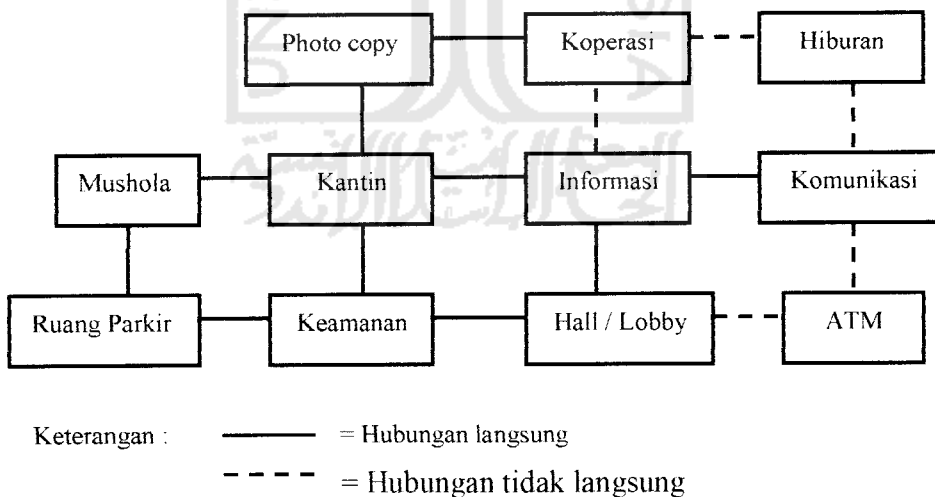 Photo copy
Koperasi
Hiburan
Mushola
Kantin
Informasi
Komunikasi
Ruang Parkir
Keamanan
Hall / Lobby
ATM
Keterangan :
= Hubungan langsung
= Hubungan tidak langsung